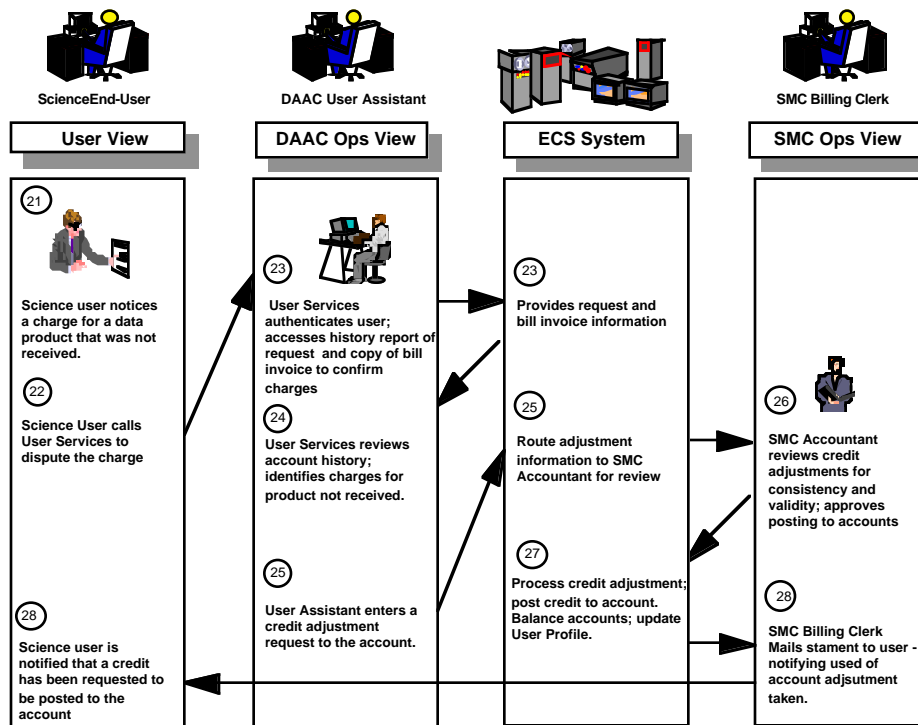 ScienceEnd-User
DAAC User Assistant
SMC Billing Clerk
User View
DAAC Ops View
ECS System
SMC Ops View
21
Science user notices
a charge for a data
product that was not
received.
22
Science User calls
User Services to
dispute the charge
28
Science user is
notified that a credit
has been requested to
be posted to the
account
23
User Services
authenticates user;
accesses history report of
request and copy of bill
invoice to confirm
charges
24
User Services reviews
account history;
identifies charges for
product not received.
25
User Assistant enters a
credit adjustment
request to the account.
23
Provides request and
bill invoice information
25
Route adjustment
information to SMC
Accountant for review
27
Process credit adjustment;
post credit to account.
Balance accounts; update
User Profile.
26
SMC Accountant
reviews credit
adjustments for
consistency and
validity; approves
posting to accounts
28
SMC Billing Clerk
Mails stament to user -
notifying used of
account adjsutment
taken.